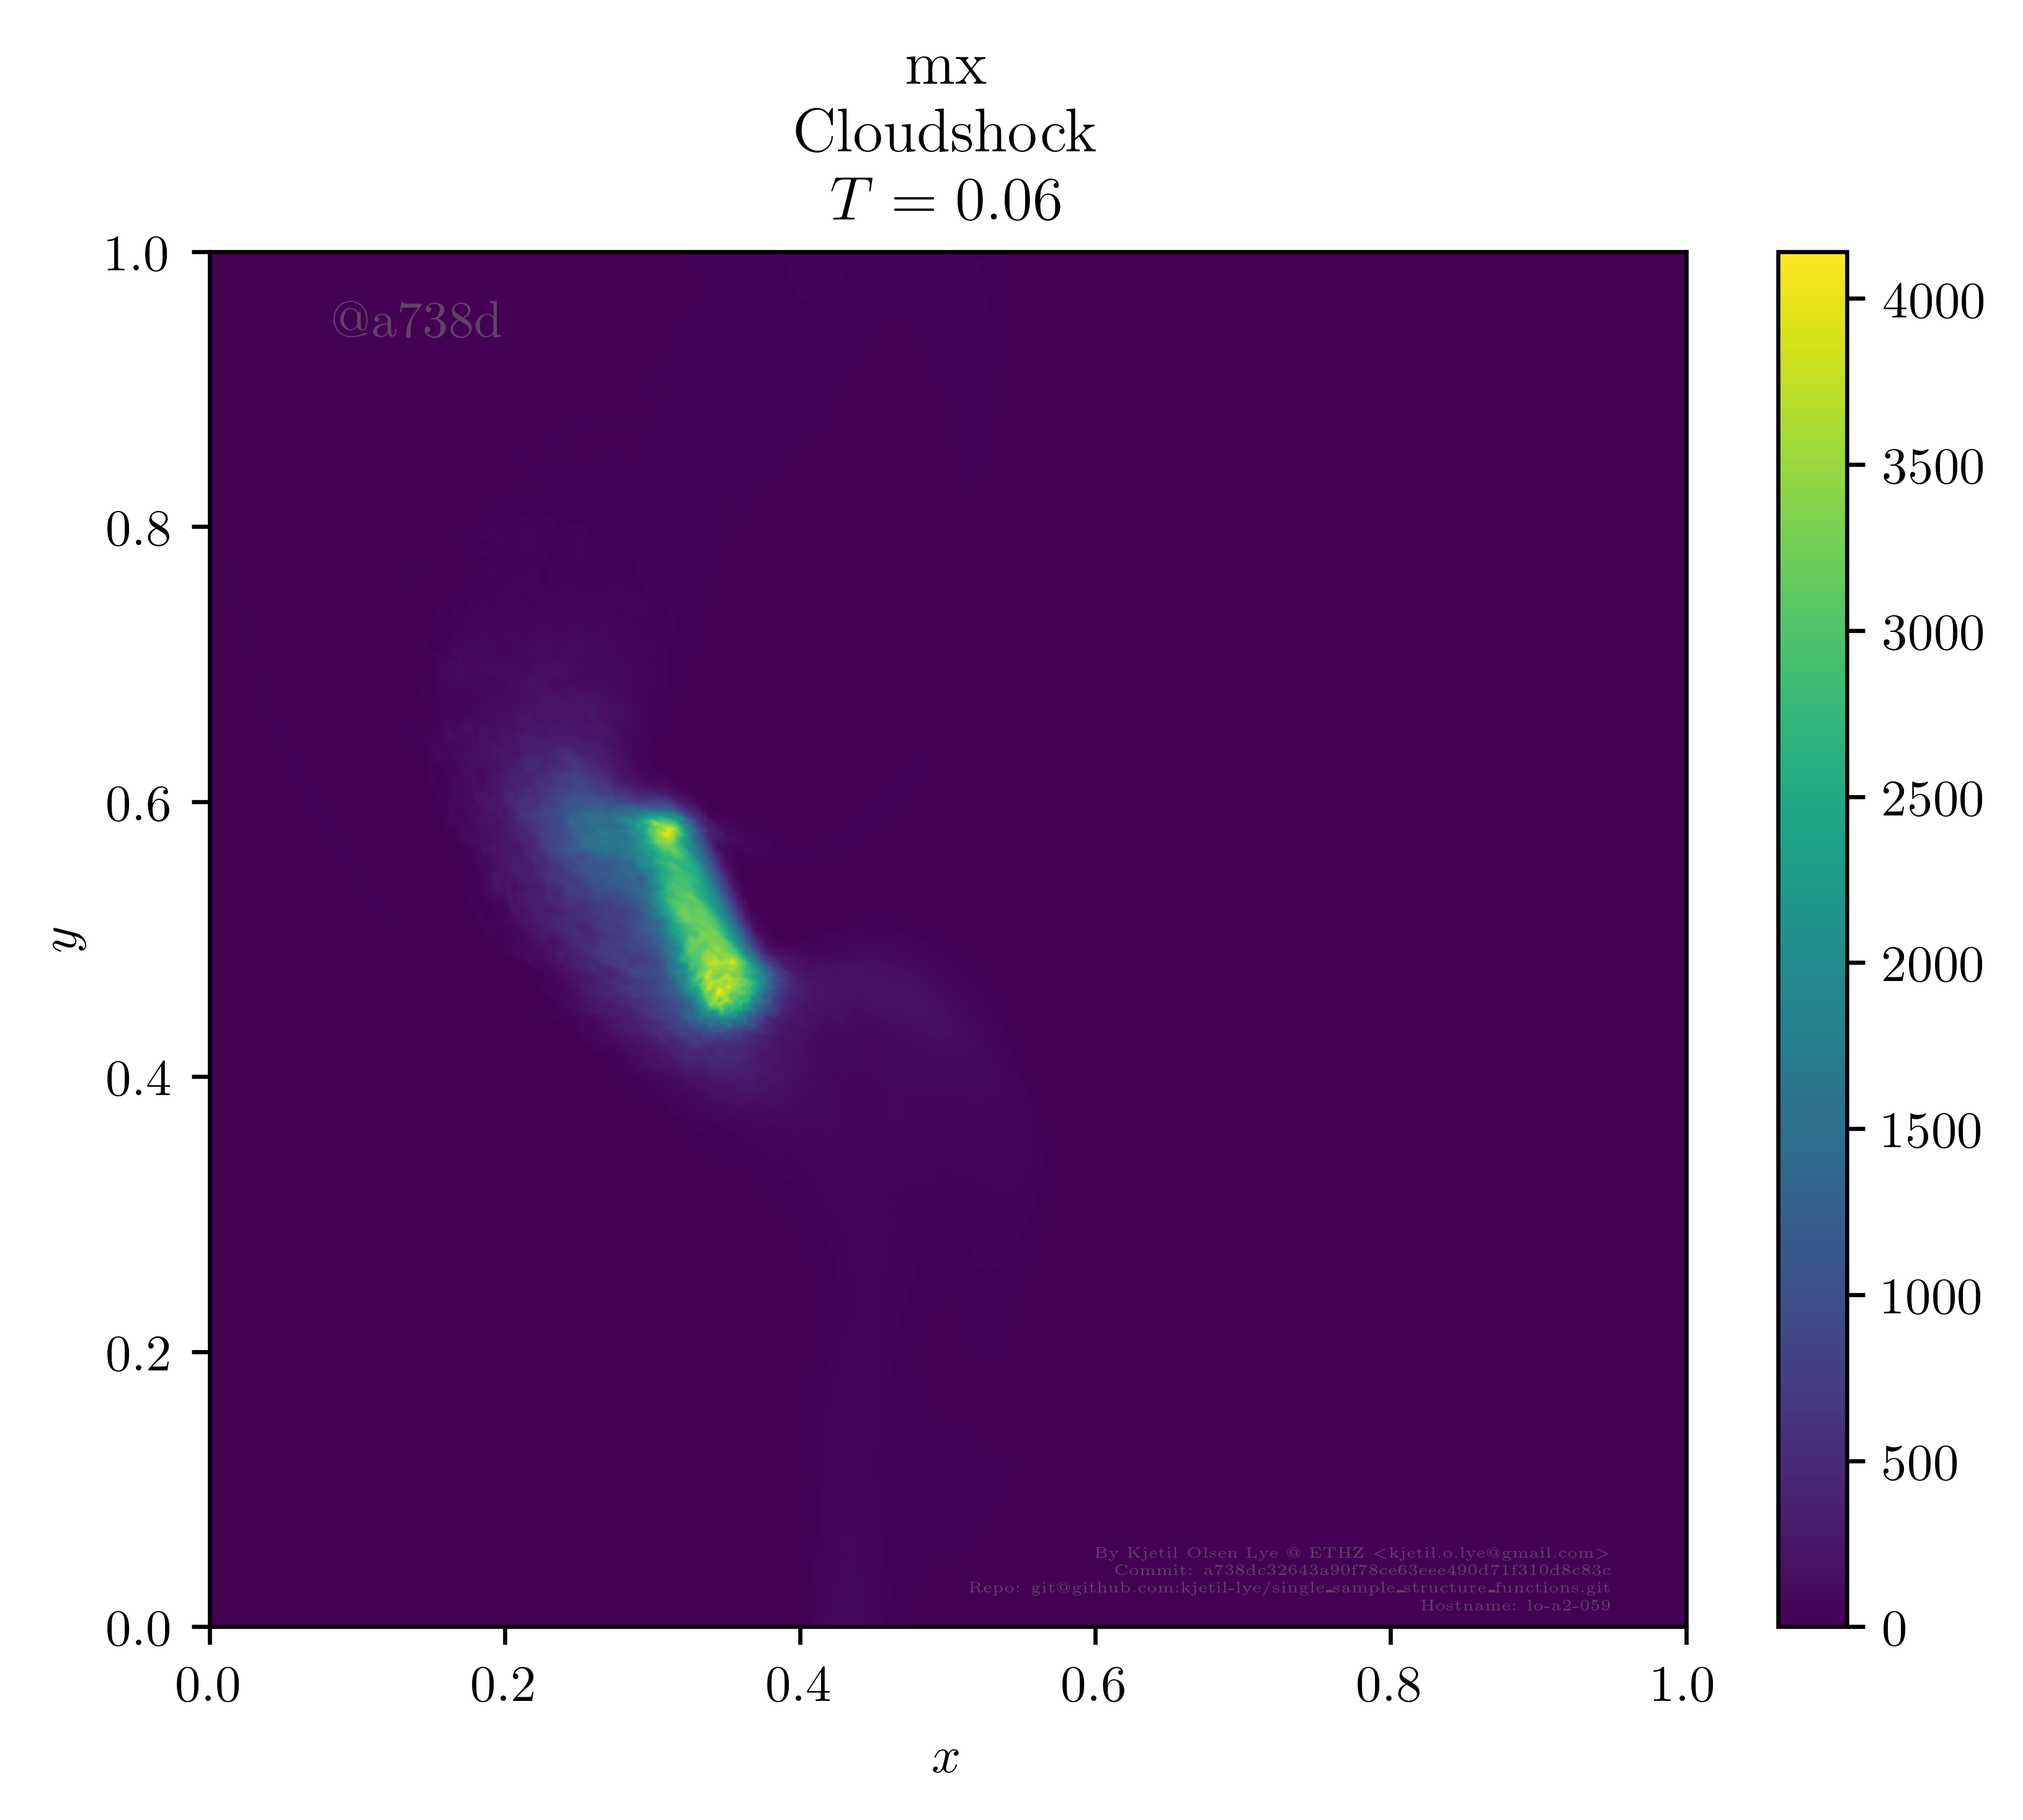 mx
Cloudshock
T = 0.06
@a738d
1.0
0.8
0.6
0.4
0.2
0.0
y
0.0 0.2 0.4 0.6 0.8 1.0
x
4000
3500
3000
2500
2000
1500
1000
500
0
By Kjetil Olsen Lye @ ETHZ <kjetil.o.lye@gmail.com>
Commit: a738dc32643a90f78ce63eee490d71f310d8c83c
Repo: git@github.com:kjetil-lye/single_sample_structure_functions.git
Hostname: lo-a2-059